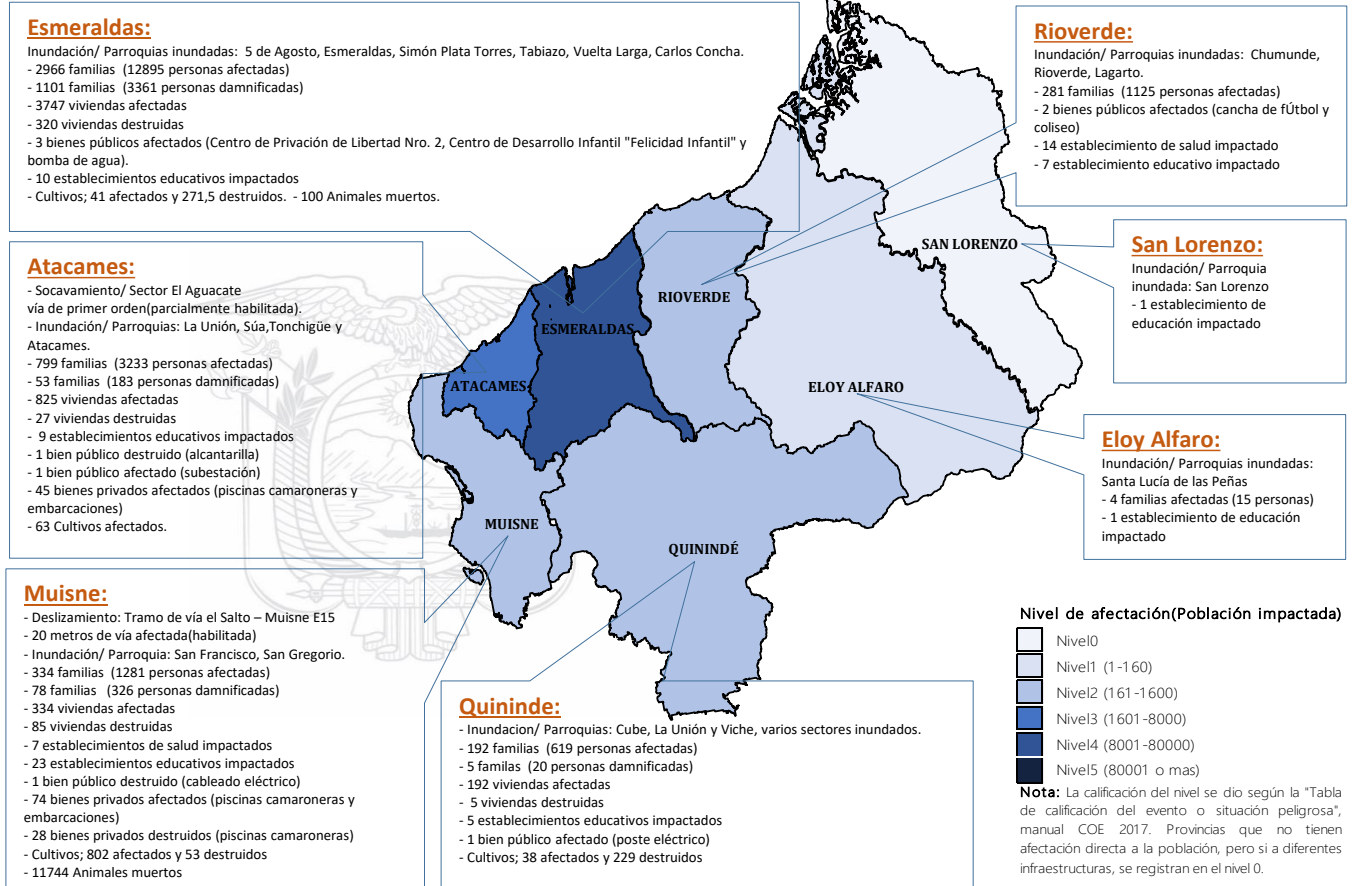 Esmeraldas:
Inundación/ Parroquias inundadas: 5 de Agosto, Esmeraldas, Simón Plata Torres, Tabiazo, Vuelta Larga, Carlos Concha.
- 2966 familias (12895 personas afectadas)
- 1101 familias (3361 personas damnificadas)
- 3747 viviendas afectadas
- 320 viviendas destruidas
- 3 bienes públicos afectados (Centro de Privación de Libertad Nro. 2, Centro de Desarrollo Infantil "Felicidad Infantil" y
bomba de agua).
- 10 establecimientos educativos impactados
- Cultivos; 41 afectados y 271,5 destruidos. - 100 Animales muertos.
Rioverde:
Inundación/ Parroquias inundadas: Chumunde,
Rioverde, Lagarto.
- 281 familias (1125 personas afectadas)
- 2 bienes públicos afectados (cancha de fÚtbol y
coliseo)
- 14 establecimiento de salud impactado
- 7 establecimiento educativo impactado
San Lorenzo:
Inundación/ Parroquia
inundada: San Lorenzo
- 1 establecimiento de
educación impactado
Atacames:
- Socavamiento/ Sector El Aguacate
vía de primer orden(parcialmente habilitada).
- Inundación/ Parroquias: La Unión, Súa,Tonchigüe y
Atacames.
- 799 familias (3233 personas afectadas)
- 53 familias (183 personas damnificadas)
- 825 viviendas afectadas
- 27 viviendas destruidas
- 9 establecimientos educativos impactados
- 1 bien público destruido (alcantarilla)
- 1 bien público afectado (subestación)
- 45 bienes privados afectados (piscinas camaroneras y
embarcaciones)
- 63 Cultivos afectados.
SAN LORENZO
RIOVERDE
ESMERALDAS
ATACAMES
ELOY ALFARO
MUISNE
QUININDÉ
Eloy Alfaro:
Inundación/ Parroquias inundadas:
Santa Lucía de las Peñas
- 4 familias afectadas (15 personas)
- 1 establecimiento de educación
impactado
Muisne:
- Deslizamiento: Tramo de vía el Salto – Muisne E15
- 20 metros de vía afectada(habilitada)
- Inundación/ Parroquia: San Francisco, San Gregorio.
- 334 familias (1281 personas afectadas)
- 78 familias (326 personas damnificadas)
- 334 viviendas afectadas
- 85 viviendas destruidas
- 7 establecimientos de salud impactados
- 23 establecimientos educativos impactados
- 1 bien público destruido (cableado eléctrico)
- 74 bienes privados afectados (piscinas camaroneras y
embarcaciones)
- 28 bienes privados destruidos (piscinas camaroneras)
- Cultivos; 802 afectados y 53 destruidos
- 11744 Animales muertos
Quininde:
- Inundacion/ Parroquias: Cube, La Unión y Viche, varios sectores inundados.
- 192 familias (619 personas afectadas)
- 5 familas (20 personas damnificadas)
- 192 viviendas afectadas
- 5 viviendas destruidas
- 5 establecimientos educativos impactados
- 1 bien público afectado (poste eléctrico)
- Cultivos; 38 afectados y 229 destruidos
Nivel de afectación(Población impactada)
Nivel0
Nivel1 (1-160)
Nivel2 (161-1600)
Nivel3 (1601-8000)
Nivel4 (8001-80000)
Nivel5 (80001 o mas)
Nota: La calificación del nivel se dio según la "Tabla
de calificación del evento o situación peligrosa",
manual COE 2017. Provincias que no tienen
afectación directa a la población, pero si a diferentes
infraestructuras, se registran en el nivel 0.